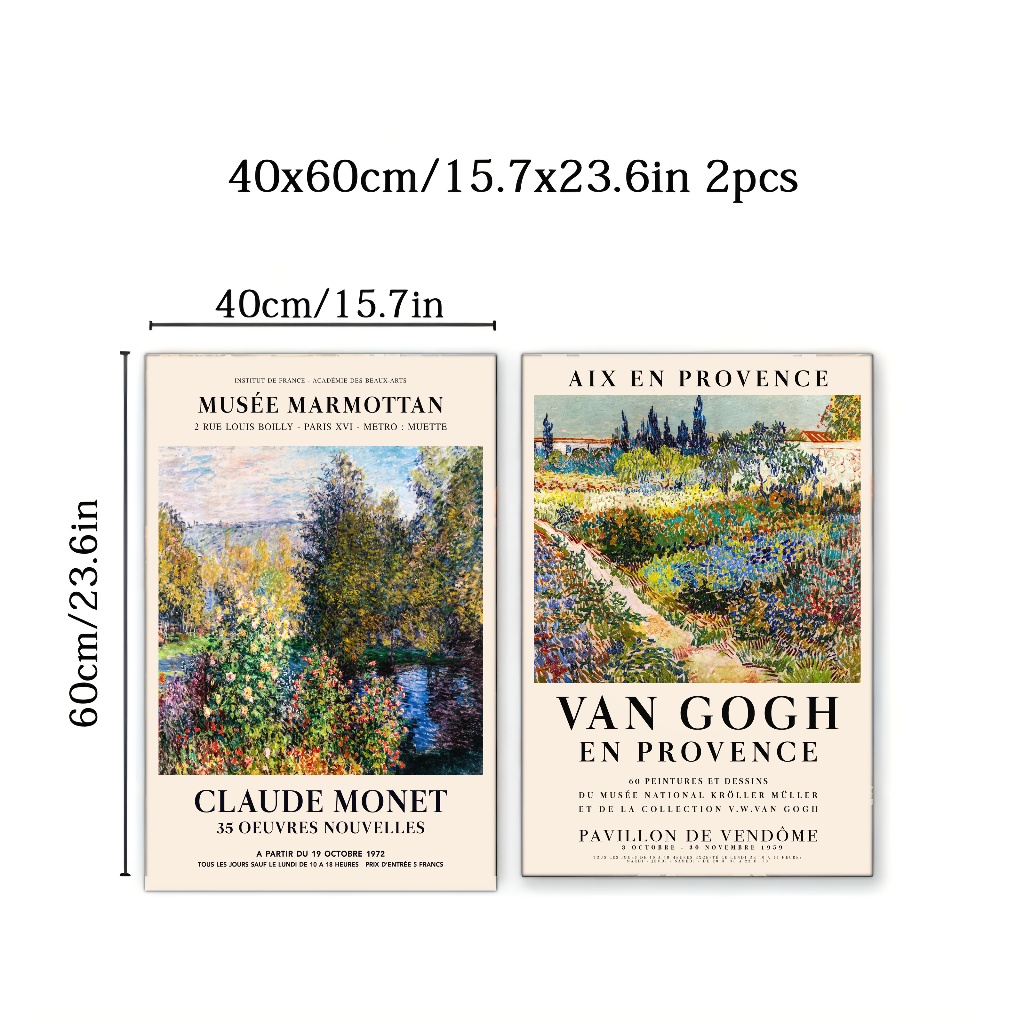 40x60cm/15.7x23.6in 2pcs
40cm/15.7in
60cm/23.6in
INSTITUT DE FRANCE - ACADÉMIE DES BEAUX-ARTS
MUSÉE MARMOTTAN
2 RUE LOUIS BOILLY - PARIS XVI - METRO : MUETTE
CLAUDE MONET
35 OEUVRES NOUVELLES
A PARTIR DU 19 OCTOBRE 1972
TOUS LES JOURS SAUF LE LUNDI DE 10 A 18 HEURES PRIX D'ENTRÉE 5 FRANCS
AIX EN PROVENCE
VAN GOGH
EN PROVENCE
60 PEINTURES ET DESSINS
DU MUSÉE NATIONAL KRÖLLER MÜLLER
ET DE LA COLLECTION V.W.VAN GOGH
PAVILLON DE VENDÔME
3 OCTOBRE - 30 NOVEMBRE 1959